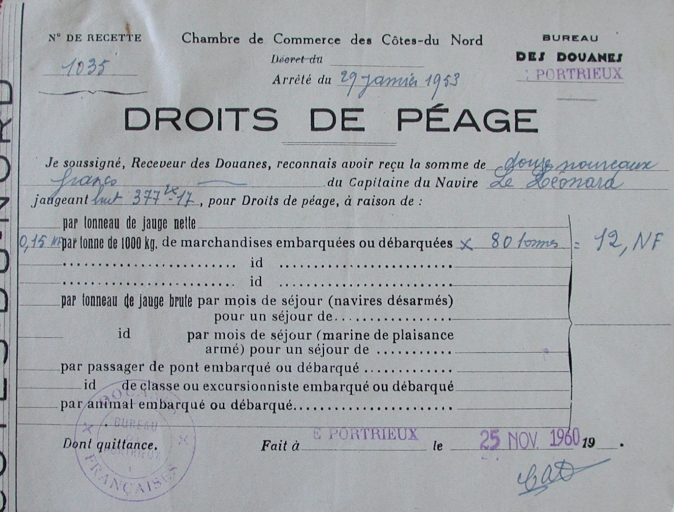 N° DE RECETTE
1035
Chambre de Commerce des Côtes-du Nord
Décret du
Arrêté du 29 janvier 1953
BUREAU
DES DOUANES
PORTRIEUX
DROITS DE PÉAGE
Je soussigné, Receveur des Douanes, reconnais avoir reçu la somme de douze nouveaux
francs du Capitaine du Navire Le Léonard
jaugeant 377 17, pour Droits de péage, à raison de :
par tonneau de jauge nette
0,15 NF par tonne de 1000 kg. de marchandises embarquées ou débarquées x 80 tonnes = 12, NF
id
id
par tonneau de jauge brute par mois de séjour (navires désarmés)
pour un séjour de
id par mois de séjour (marine de plaisance
armé) pour un séjour de
par passager de pont embarqué ou débarqué
id de classe ou excursionniste embarqué ou débarqué
par animal embarqué ou débarqué
Dont quittance. Fait à E PORTRIEUX le 25 NOV. 1960 19 .
DOUANES
BUREAU
PORTRIEUX
FRANÇAISES
CÔTES-DU-NORD